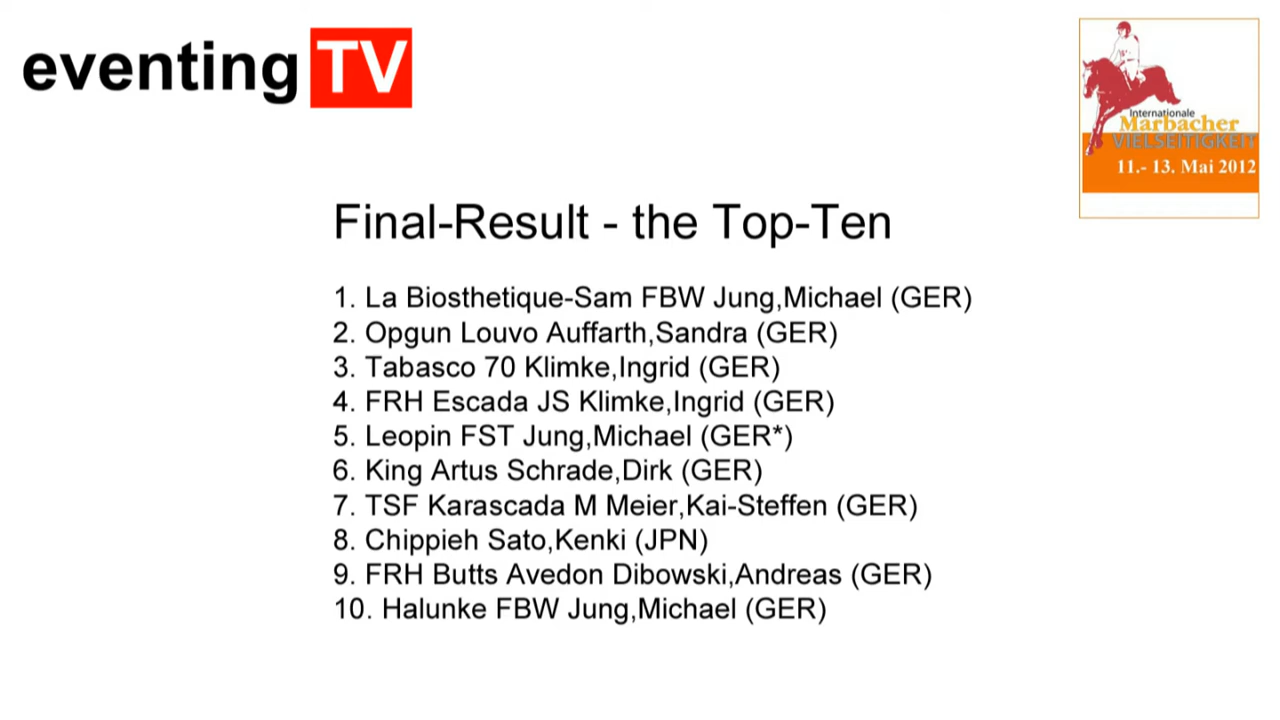 eventing TV
Internationale
Marbacher
VIELSEITIGKEIT
11.- 13. Mai 2012
Final-Result - the Top-Ten
1. La Biosthetique-Sam FBW Jung,Michael (GER)
2. Opgun Louvo Auffarth,Sandra (GER)
3. Tabasco 70 Klimke,Ingrid (GER)
4. FRH Escada JS Klimke,Ingrid (GER)
5. Leopin FST Jung,Michael (GER*)
6. King Artus Schrade,Dirk (GER)
7. TSF Karascada M Meier,Kai-Steffen (GER)
8. Chippieh Sato,Kenki (JPN)
9. FRH Butts Avedon Dibowski,Andreas (GER)
10. Halunke FBW Jung,Michael (GER)